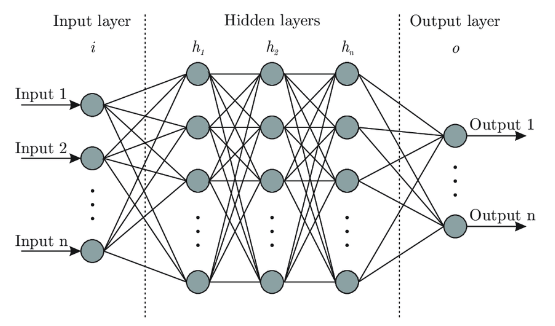 Input layer Hidden layers Output layer
i h₁ h₂ hₙ o
Input 1
Output 1
Input 2
Output n
Input n